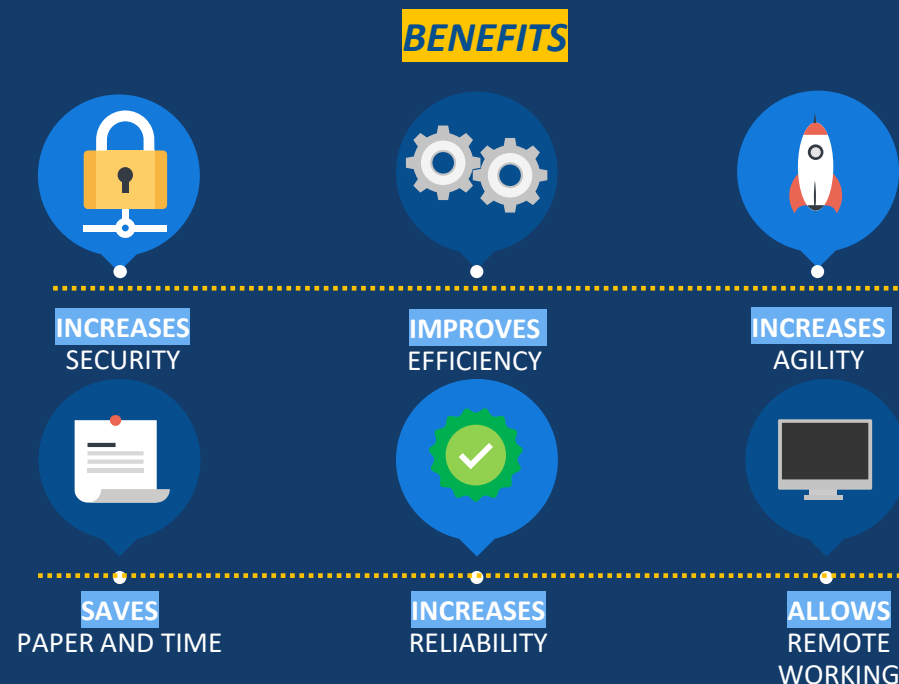 BENEFITS
INCREASES
SECURITY
IMPROVES
EFFICIENCY
INCREASES
AGILITY
SAVES
PAPER AND TIME
INCREASES
RELIABILITY
ALLOWS
REMOTE
WORKING